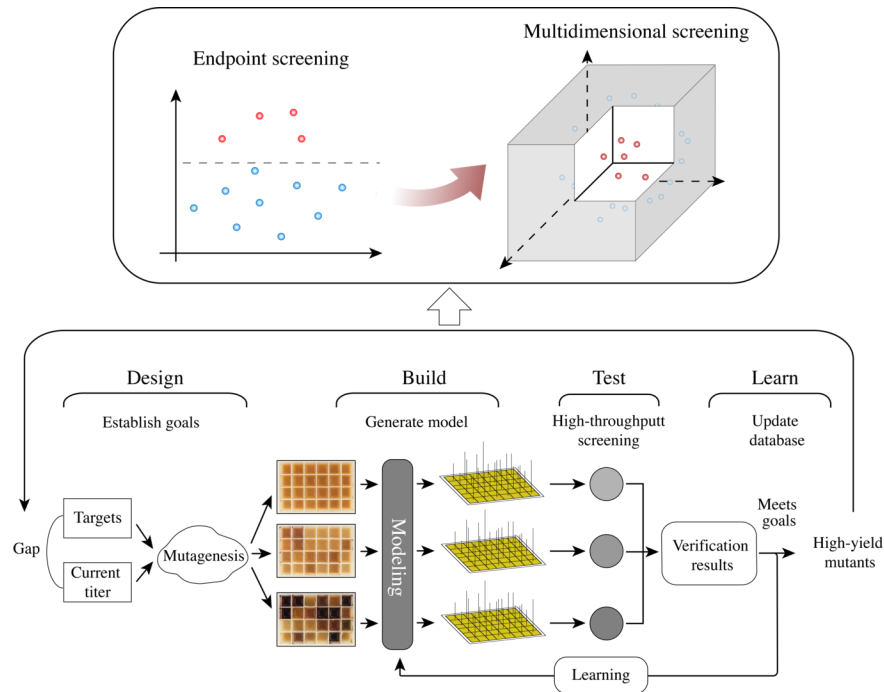 Endpoint screening
Multidimensional screening
Design
Build
Test
Learn
Establish goals
Generate model
High-throughputt
screening
Update
database
Gap
Targets
Current
titer
Mutagenesis
Modeling
Verification
results
Meets
goals
High-yield
mutants
Learning